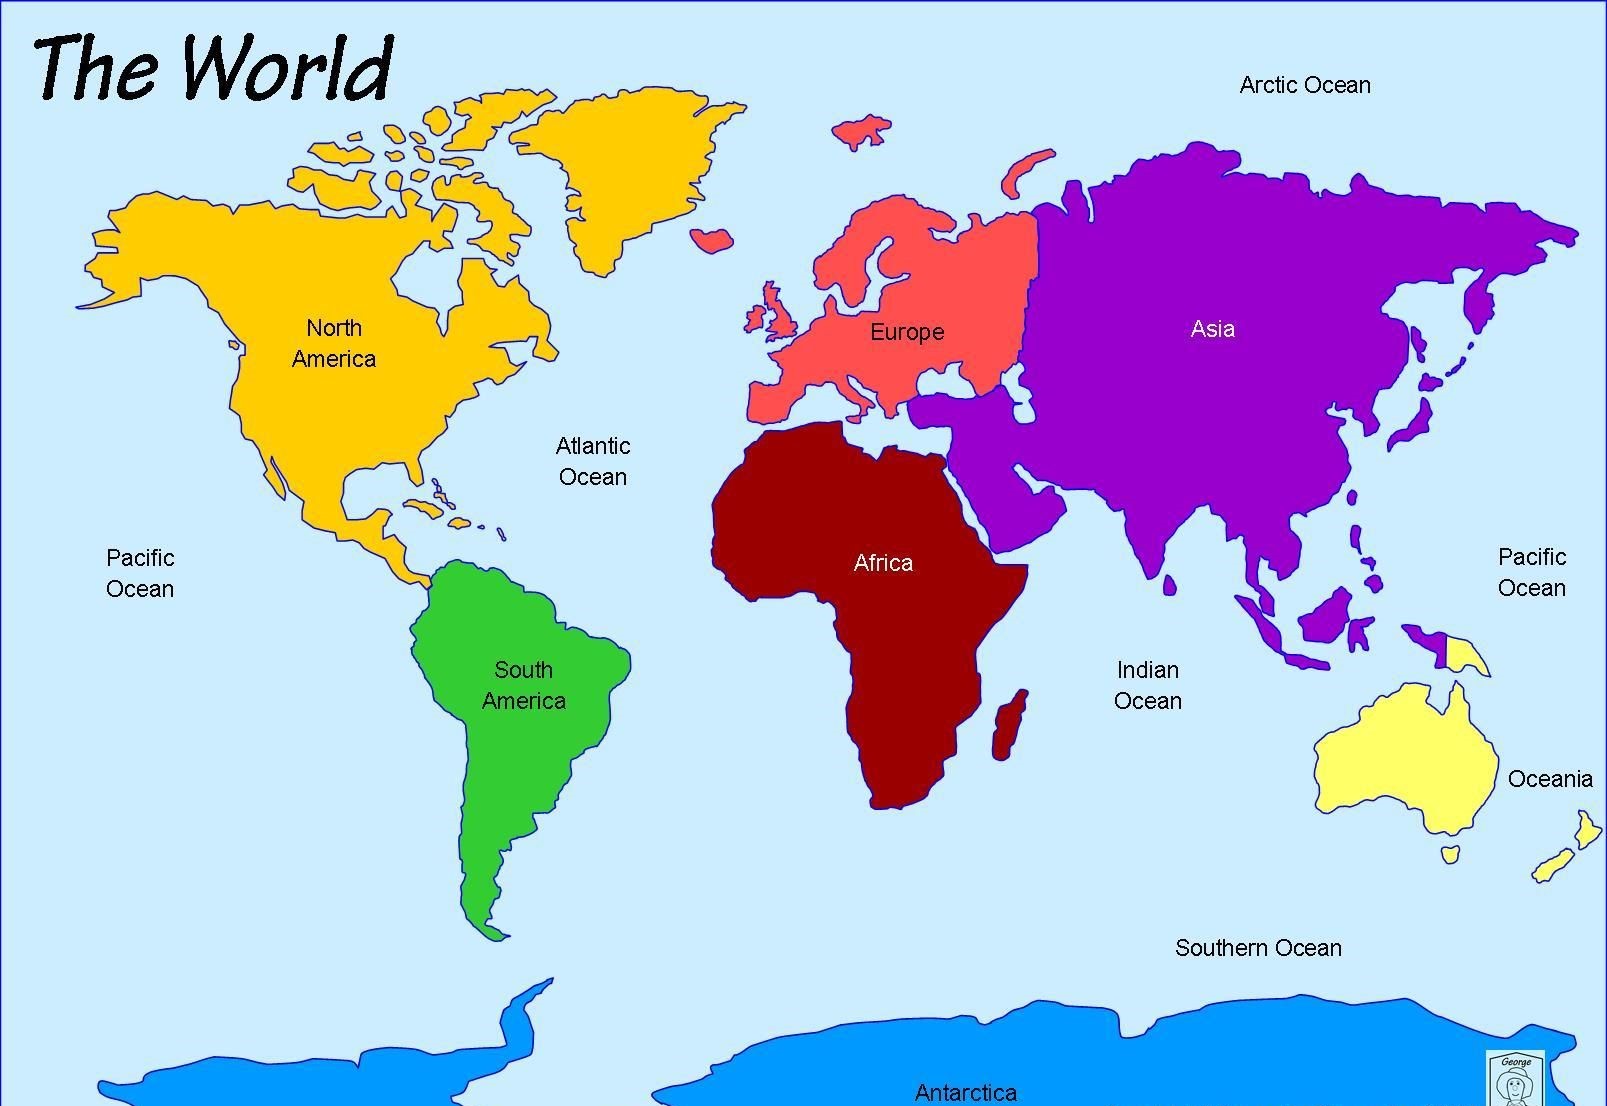 The World
Arctic Ocean
North
America
Europe
Asia
Atlantic
Ocean
Pacific
Ocean
Africa
Pacific
Ocean
South
America
Indian
Ocean
Oceania
Southern Ocean
Antarctica
George